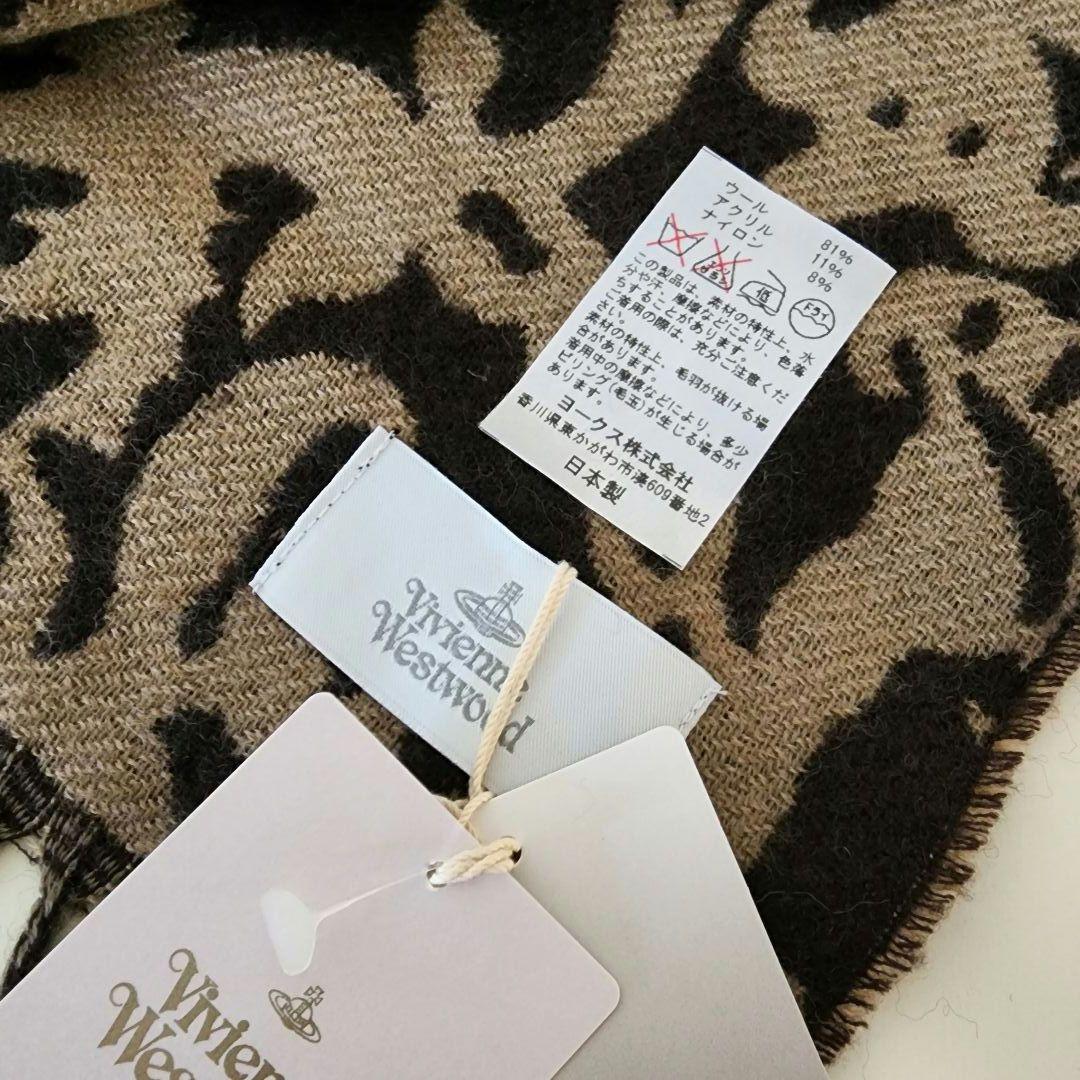 ウール 81%
アクリル 11%
ナイロン 8%
エンソ
サラシ
低
ドライ
この製品は、素材の特性上、水
分や汗、摩擦などにより、色落
ちすることがあります。
ご着用の際は、充分ご注意くだ
さい。
素材の特性上、毛羽が抜ける場
合があります。
着用中の摩擦などにより、多少
ピリング(毛玉)が生じる場合が
あります。
ヨークス株式会社
香川県東かがわ市湊609番地2
日本製
Vivienne
Westwood
Vivienne
West